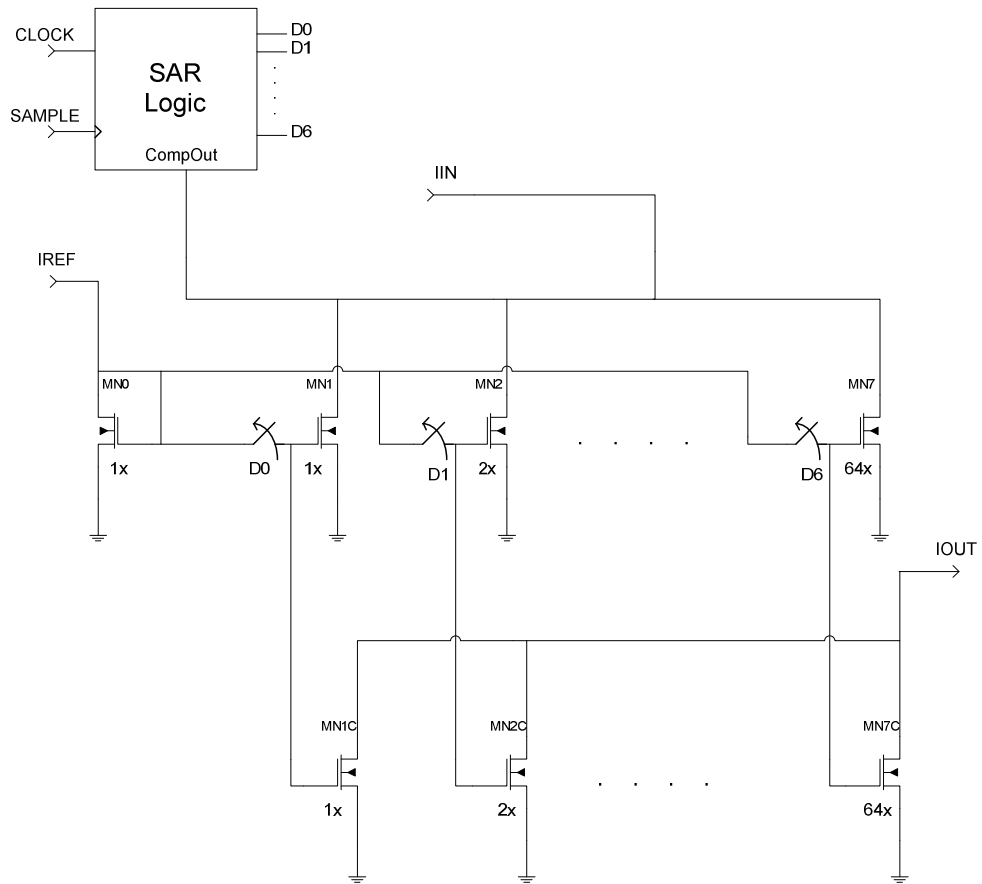 CLOCK
D0
D1
SAR
Logic
SAMPLE
D6
CompOut
IIN
IREF
MN0
MN1
MN2
MN7
1x
D0
1x
D1
2x
D6
64x
IOUT
MN1C
MN2C
MN7C
1x
2x
64x